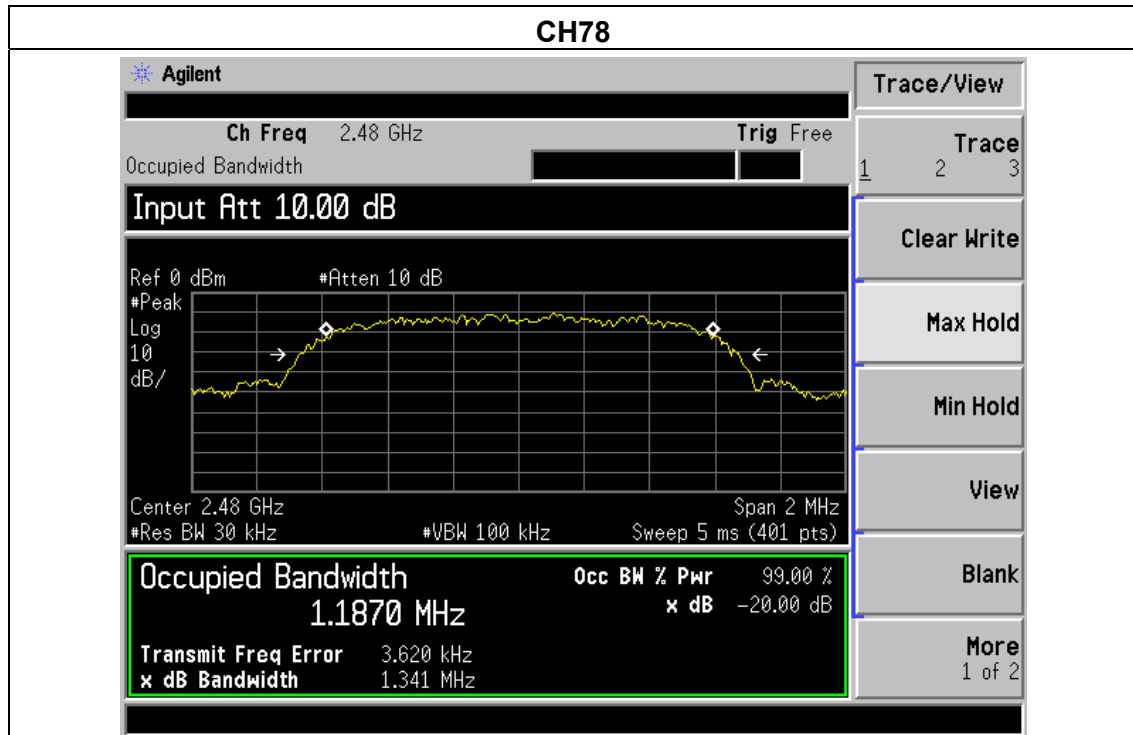 CH78
Agilent
Trace/View
Ch Freq 2.48 GHz Trig Free
Occupied Bandwidth
Trace
1 2 3
Input Att 10.00 dB
Clear Write
Ref 0 dBm #Atten 10 dB
#Peak
Log
10
dB/
Max Hold
Min Hold
View
Center 2.48 GHz Span 2 MHz
#Res BW 30 kHz #VBW 100 kHz Sweep 5 ms (401 pts)
Occupied Bandwidth Occ BW % Pwr 99.00 %
1.1870 MHz x dB -20.00 dB
Blank
Transmit Freq Error 3.620 kHz
x dB Bandwidth 1.341 MHz
More
1 of 2